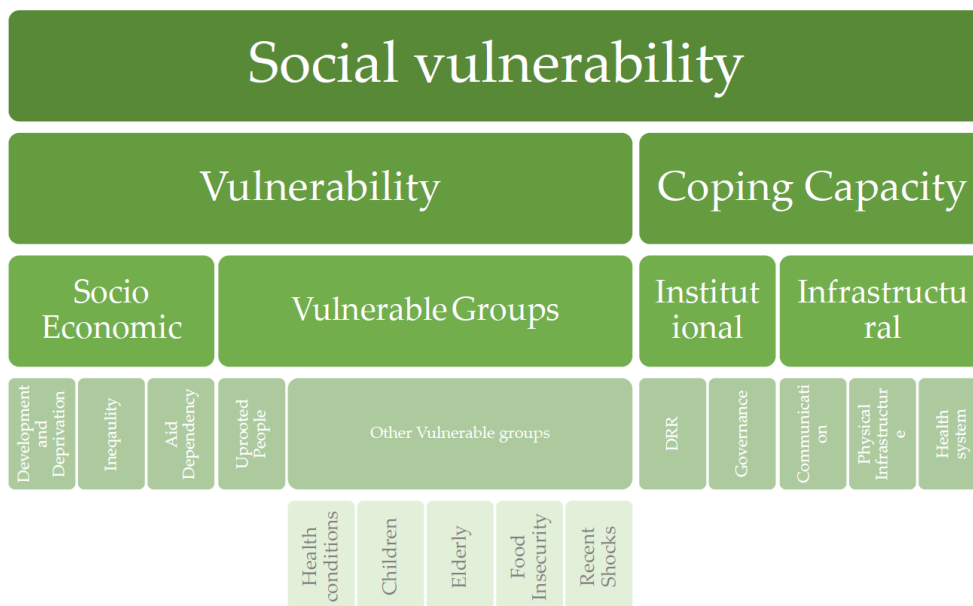 Social vulnerability
Vulnerability
Coping Capacity
Socio
Economic
Vulnerable Groups
Institut
ional
Infrastructu
ral
Development
and
Deprivation
Ineqaulity
Aid
Dependency
Uprooted
People
Other Vulnerable groups
DRR
Governance
Communicati
on
Physical
Infrastructur
e
Health
system
Health
conditions
Children
Elderly
Food
Insecurity
Recent
Shocks